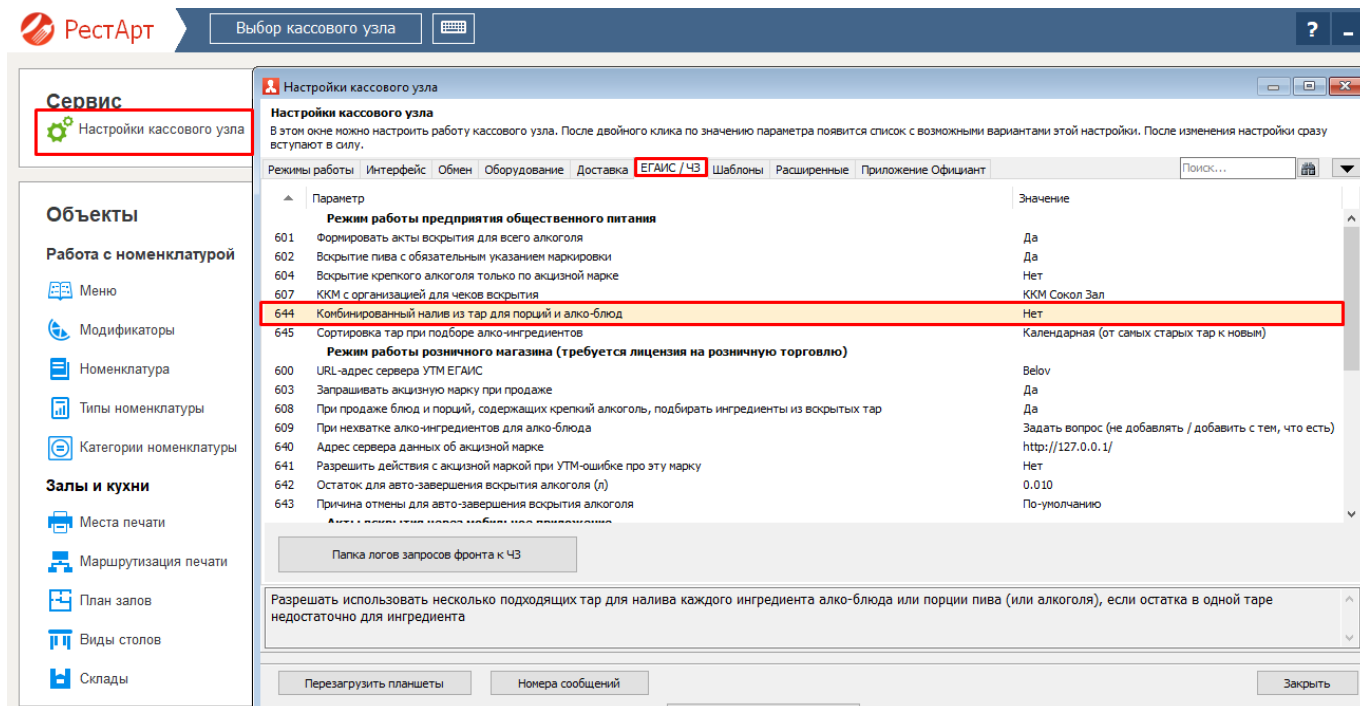 РестАрт
Выбор кассового узла
?
Сервис
Настройки кассового узла
Объекты
Работа с номенклатурой
Меню
Модификаторы
Номенклатура
Типы номенклатуры
Категории номенклатуры
Залы и кухни
Места печати
Маршрутизация печати
План залов
Виды столов
Склады
Настройки кассового узла
Настройки кассового узла
В этом окне можно настроить работу кассового узла. После двойного клика по значению параметра появится список с возможными вариантами этой настройки. После изменения настройки сразу
вступают в силу.
Режимы работы Интерфейс Обмен Оборудование Доставка ЕГАИС / ЧЗ Шаблоны Расширенные Приложение Официант Поиск...
Параметр Значение
Режим работы предприятия общественного питания
601 Формировать акты вскрытия для всего алкоголя Да
602 Вскрытие пива с обязательным указанием маркировки Да
604 Вскрытие крепкого алкоголя только по акцизной марке Нет
607 ККМ с организацией для чеков вскрытия ККМ Сокол Зал
644 Комбинированный налив из тар для порций и алко-блюд Нет
645 Сортировка тар при подборе алко-ингредиентов Календарная (от самых старых тар к новым)
Режим работы розничного магазина (требуется лицензия на розничную торговлю)
600 URL-адрес сервера УТМ ЕГАИС Belov
603 Запрашивать акцизную марку при продаже Да
608 При продаже блюд и порций, содержащих крепкий алкоголь, подбирать ингредиенты из вскрытых тар Да
609 При нехватке алко-ингредиентов для алко-блюда Задать вопрос (не добавлять / добавить с тем, что есть)
640 Адрес сервера данных об акцизной марке http://127.0.0.1/
641 Разрешить действия с акцизной маркой при УТМ-ошибке про эту марку Нет
642 Остаток для авто-завершения вскрытия алкоголя (л) 0.010
643 Причина отмены для авто-завершения вскрытия алкоголя По-умолчанию
Акты вскрытия через мобильное приложение
Папка логов запросов фронта к ЧЗ
Разрешать использовать несколько подходящих тар для налива каждого ингредиента алко-блюда или порции пива (или алкоголя), если остатка в одной таре
недостаточно для ингредиента
Перезагрузить планшеты Номера сообщений Закрыть